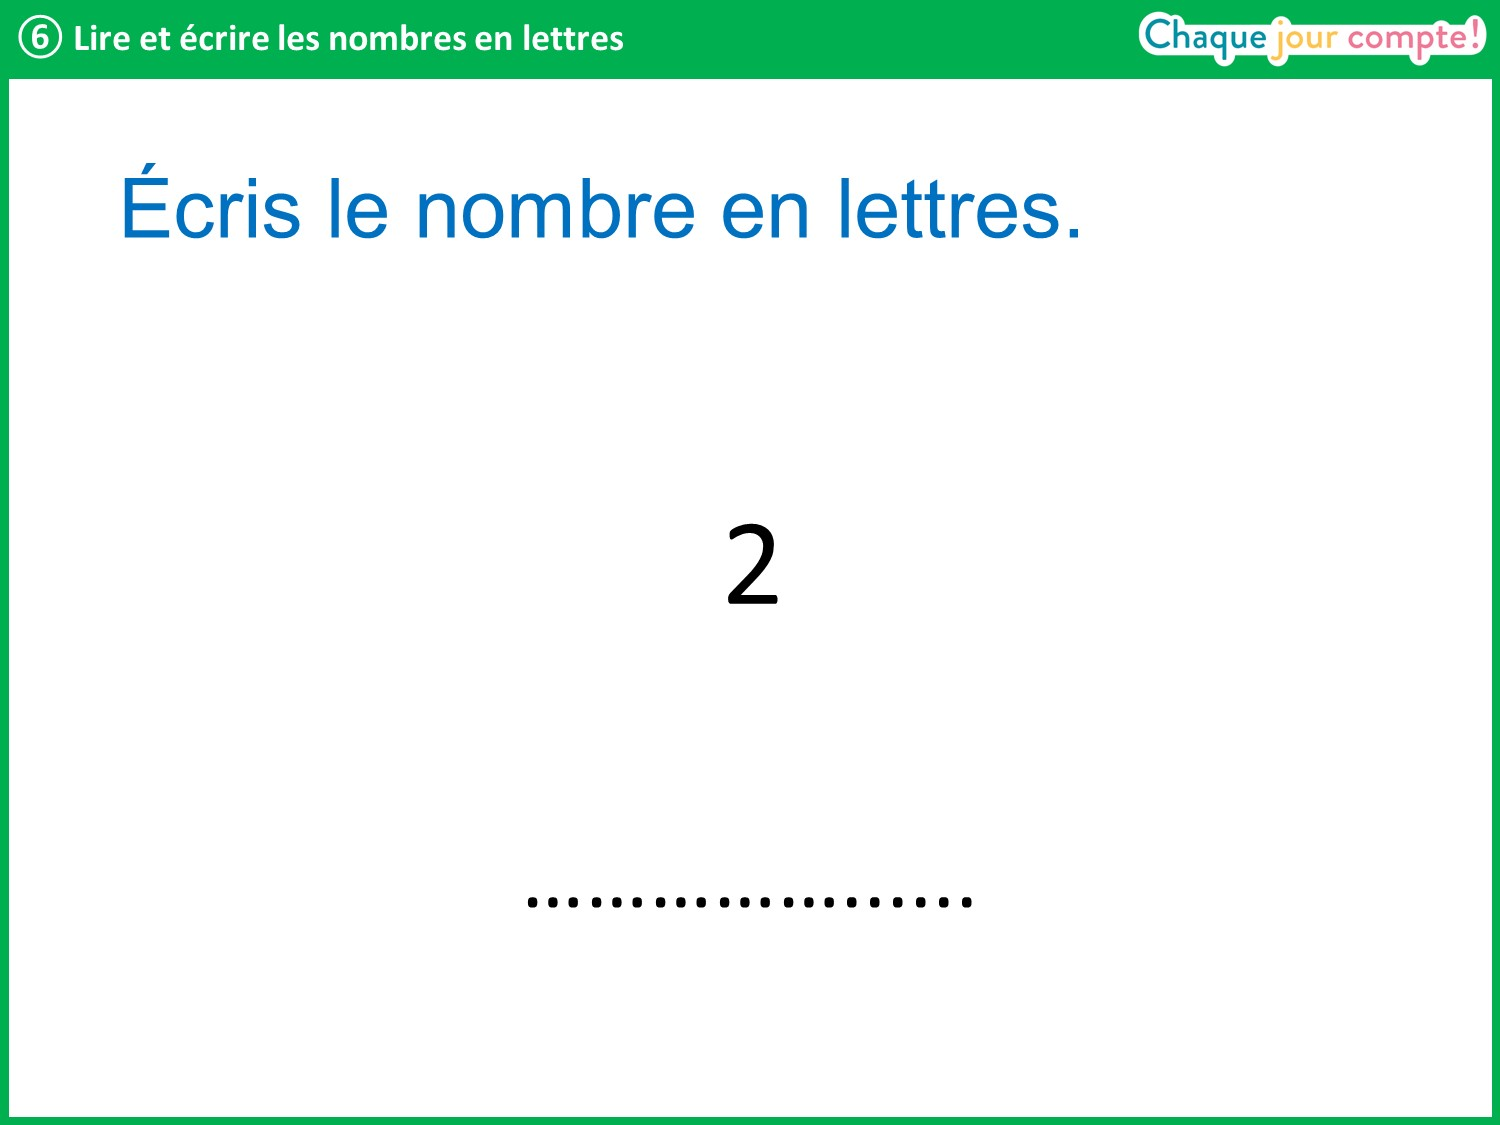 ⑥ Lire et écrire les nombres en lettres
Chaque jour compte!
Écris le nombre en lettres.
2
…………………